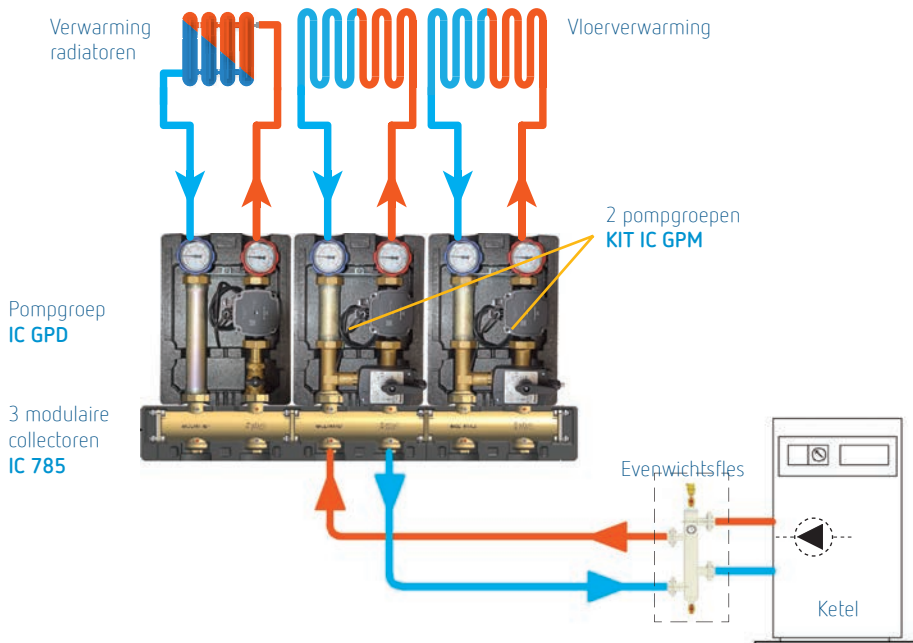 Verwarming
radiatoren
Vloerverwarming
2 pompgroepen
KIT IC GPM
Pompgroep
IC GPD
3 modulaire
collectoren
IC 785
Evenwichtsfles
Ketel